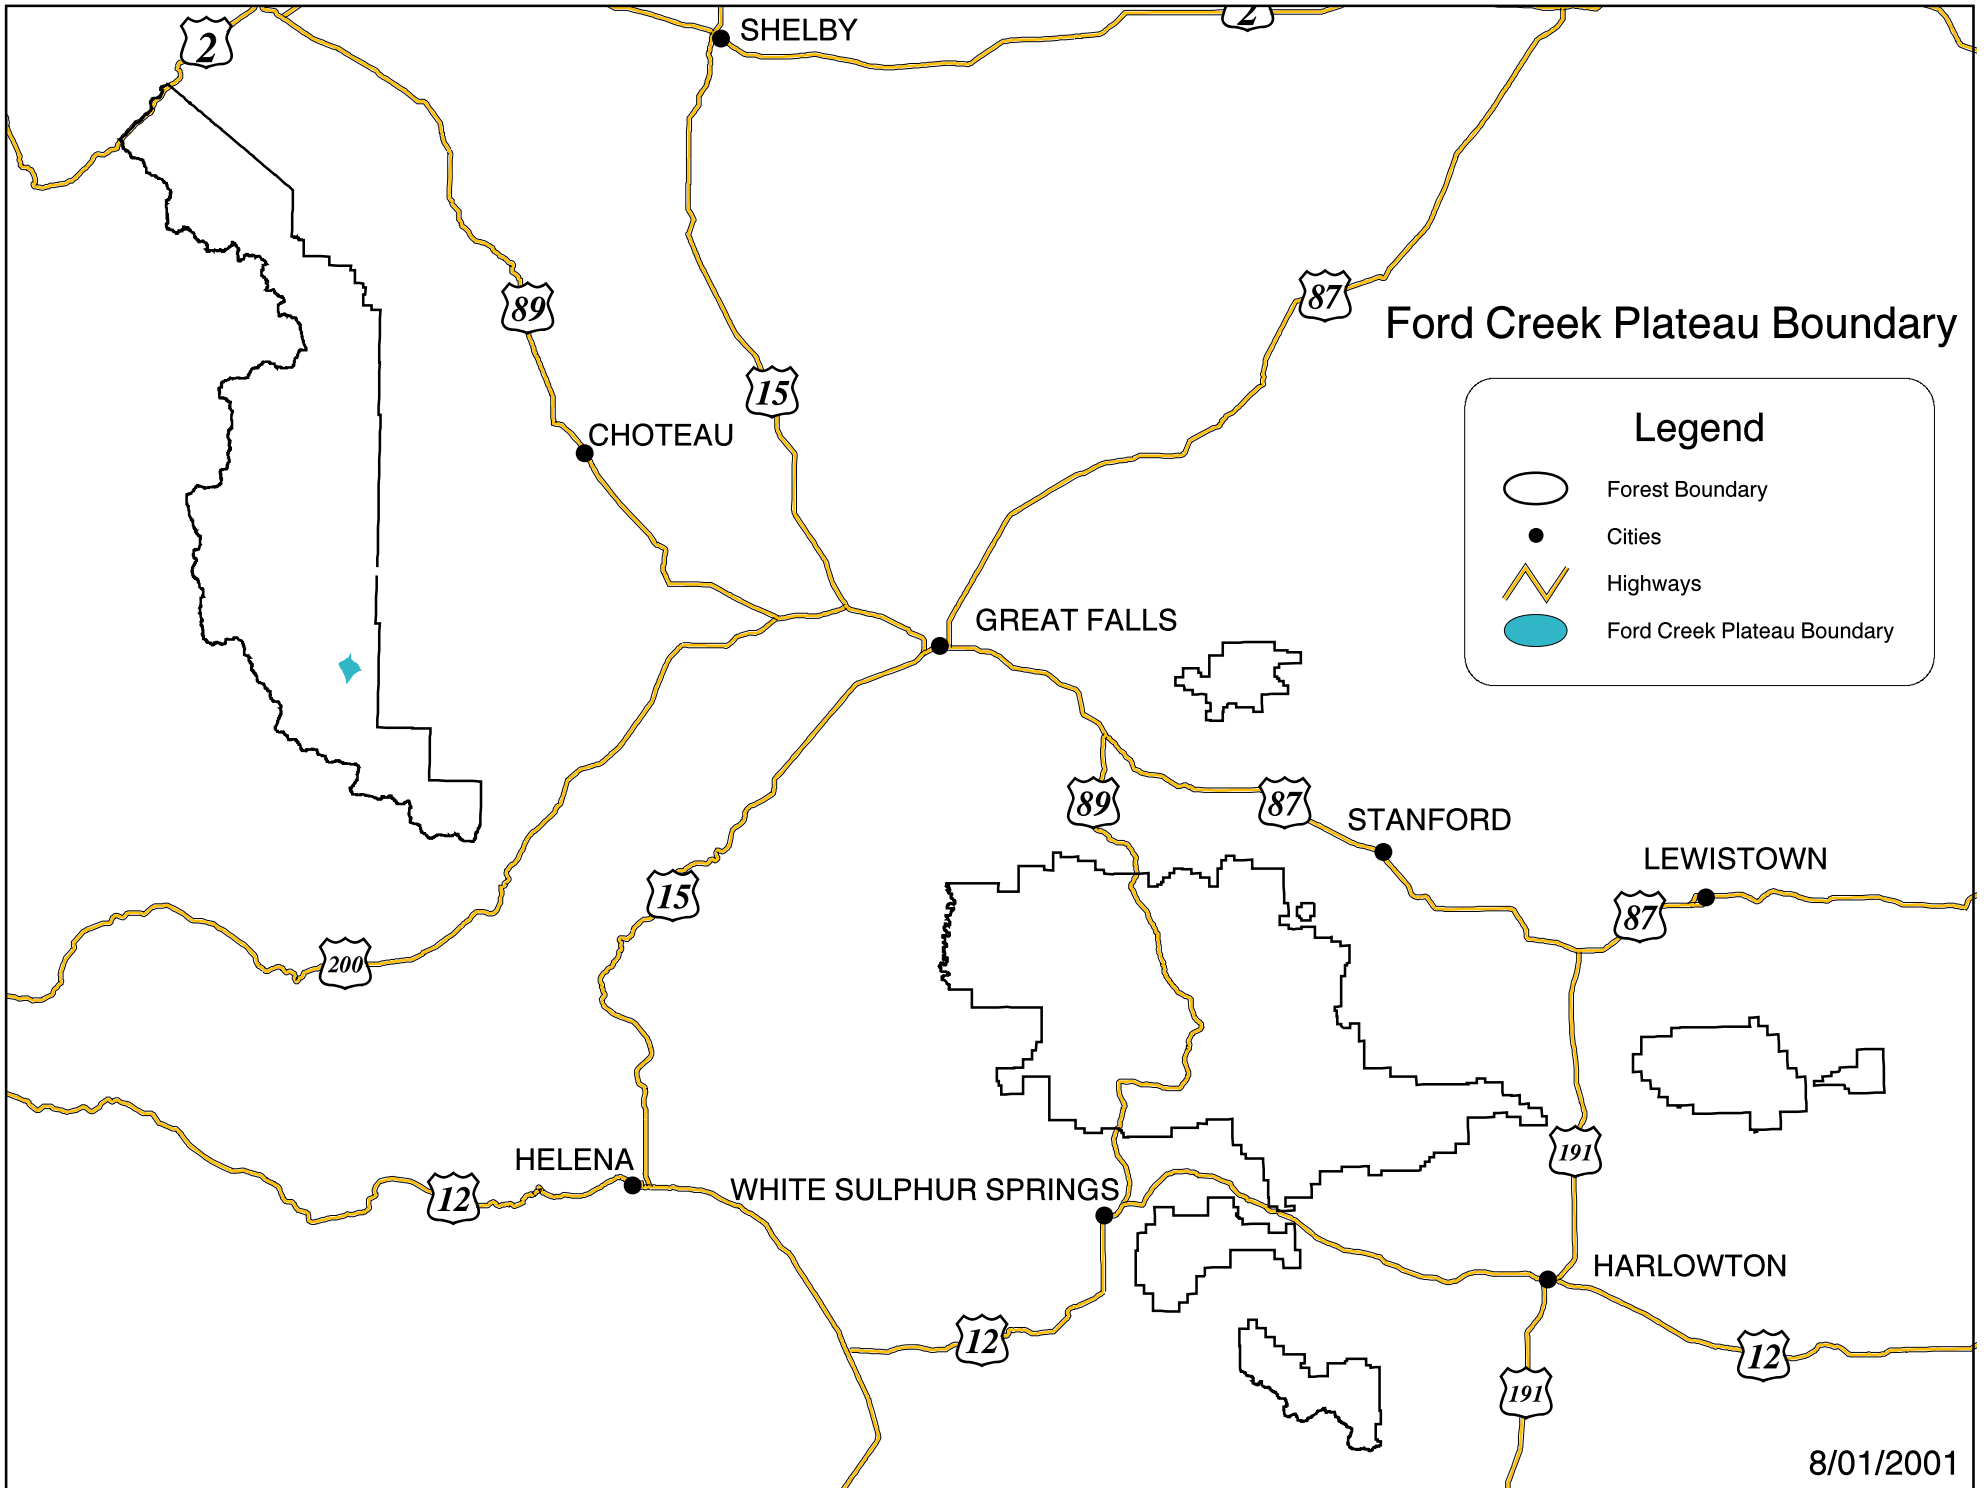 2
SHELBY
2
89
87
Ford Creek Plateau Boundary
15
Legend
CHOTEAU
Forest Boundary
Cities
Highways
GREAT FALLS
Ford Creek Plateau Boundary
89
87
STANFORD
LEWISTOWN
15
87
200
191
HELENA
12
WHITE SULPHUR SPRINGS
HARLOWTON
12
12
191
8/01/2001